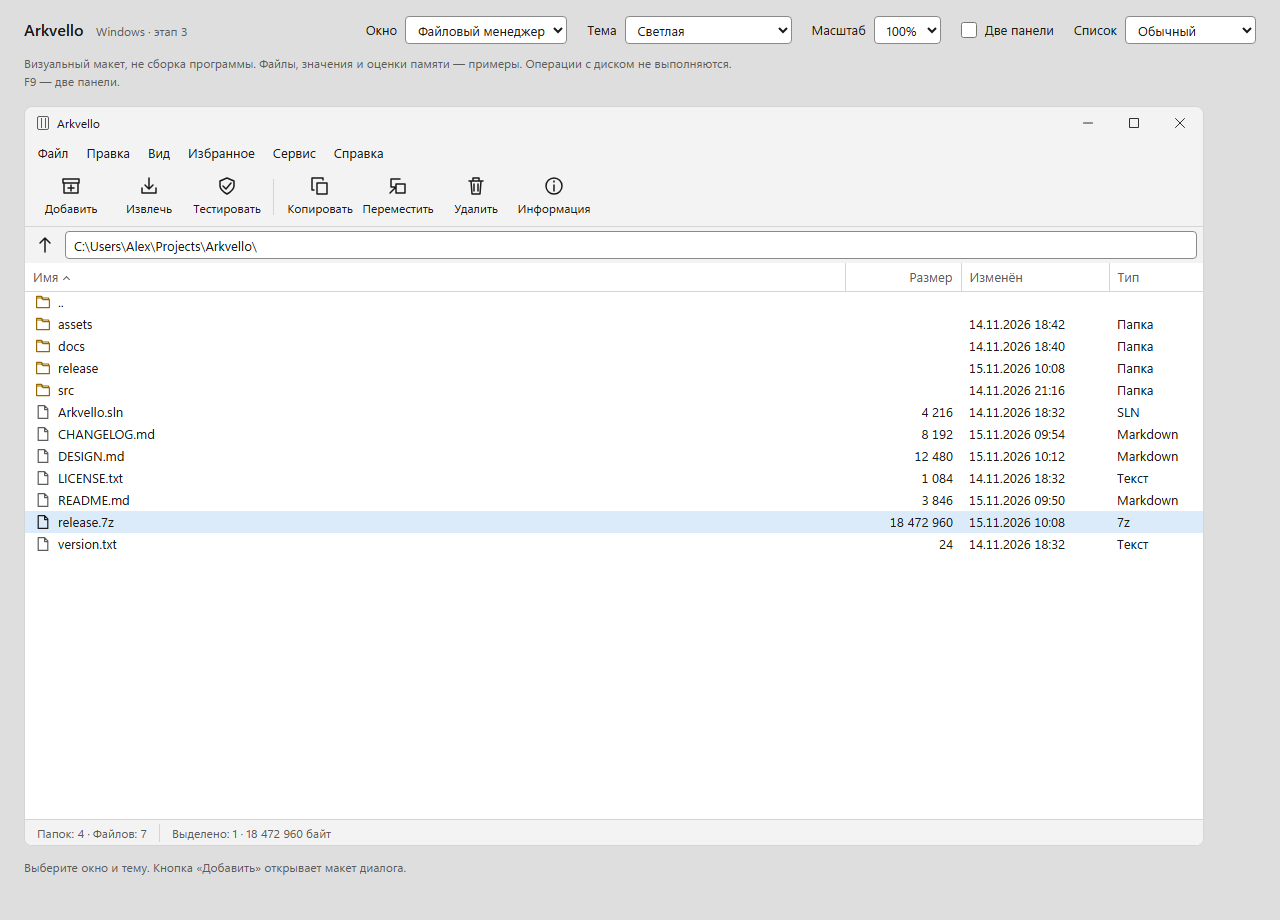 Arkvello Windows · этап 3 Окно Файловый менеджер Тема Светлая Масштаб 100% Две панели Список Обычный
Визуальный макет, не сборка программы. Файлы, значения и оценки памяти — примеры. Операции с диском не выполняются.
F9 — две панели.
Arkvello
Файл Правка Вид Избранное Сервис Справка
Добавить Извлечь Тестировать Копировать Переместить Удалить Информация
C:\Users\Alex\Projects\Arkvello\
Имя Размер Изменён Тип
..
assets 14.11.2026 18:42 Папка
docs 14.11.2026 18:40 Папка
release 15.11.2026 10:08 Папка
src 14.11.2026 21:16 Папка
Arkvello.sln 4 216 14.11.2026 18:32 SLN
CHANGELOG.md 8 192 15.11.2026 09:54 Markdown
DESIGN.md 12 480 15.11.2026 10:12 Markdown
LICENSE.txt 1 084 14.11.2026 18:32 Текст
README.md 3 846 15.11.2026 09:50 Markdown
release.7z 18 472 960 15.11.2026 10:08 7z
version.txt 24 14.11.2026 18:32 Текст
Папок: 4 · Файлов: 7 Выделено: 1 · 18 472 960 байт
Выберите окно и тему. Кнопка «Добавить» открывает макет диалога.